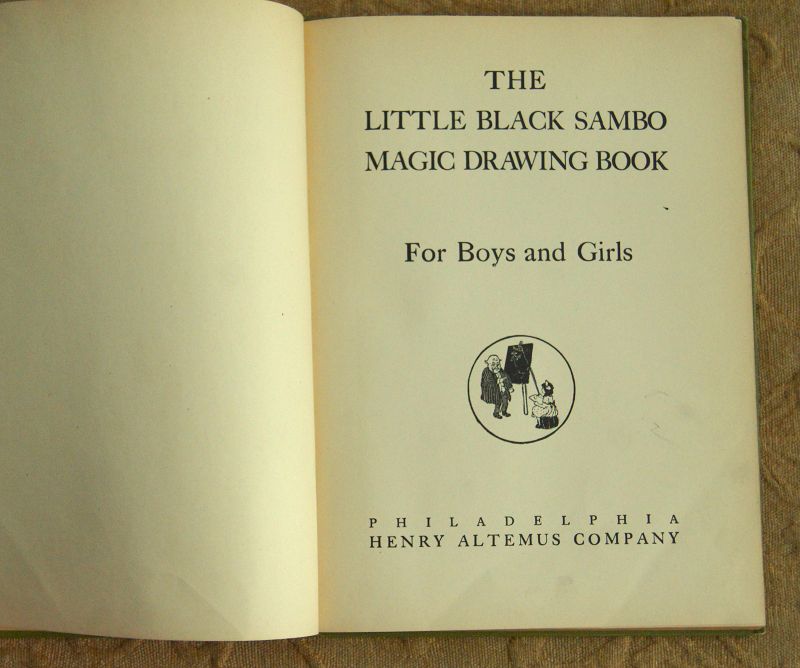 THE
LITTLE BLACK SAMBO
MAGIC DRAWING BOOK
For Boys and Girls
PHILADELPHIA
HENRY ALTEMUS COMPANY